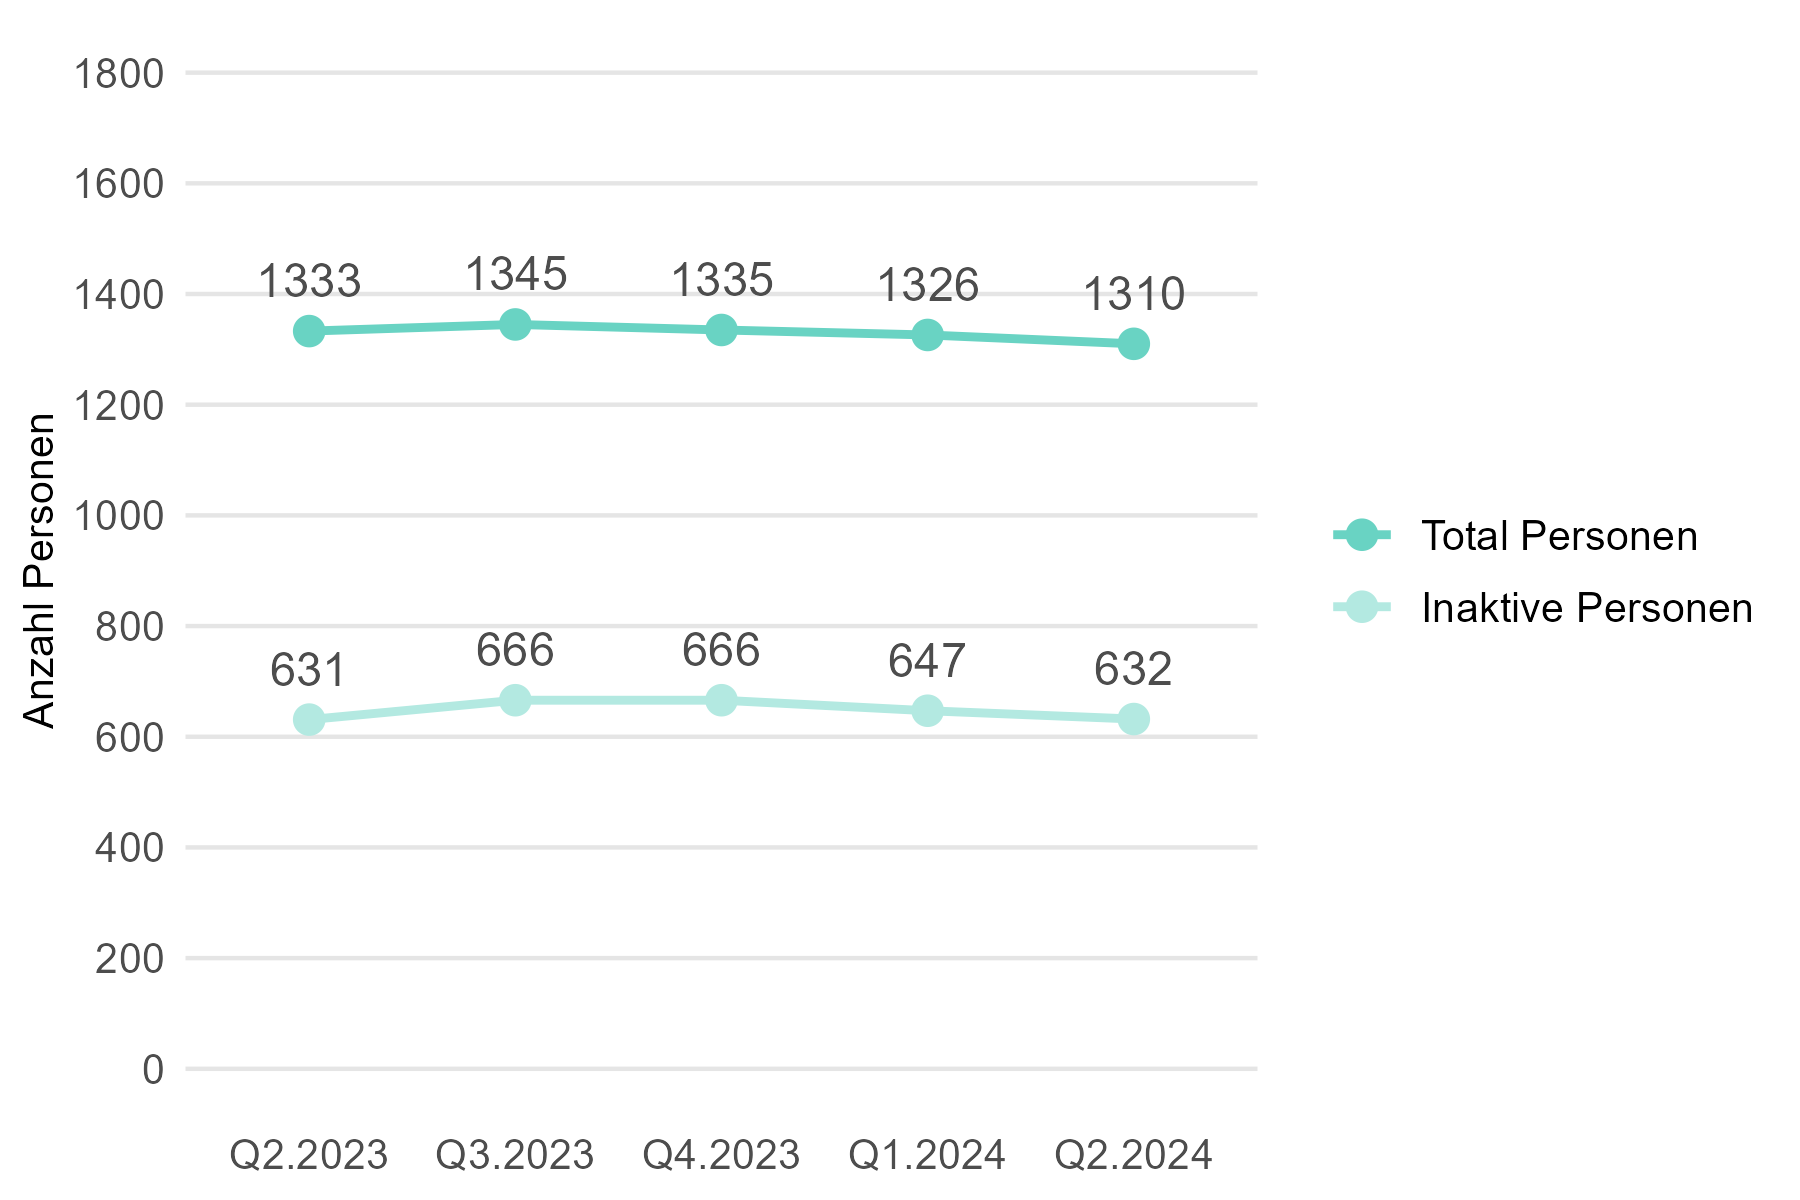 Anzahl Personen
1800
1600
1400
1200
1000
800
600
400
200
0
1333 1345 1335 1326 1310
631 666 666 647 632
Q2.2023 Q3.2023 Q4.2023 Q1.2024 Q2.2024
Total Personen
Inaktive Personen